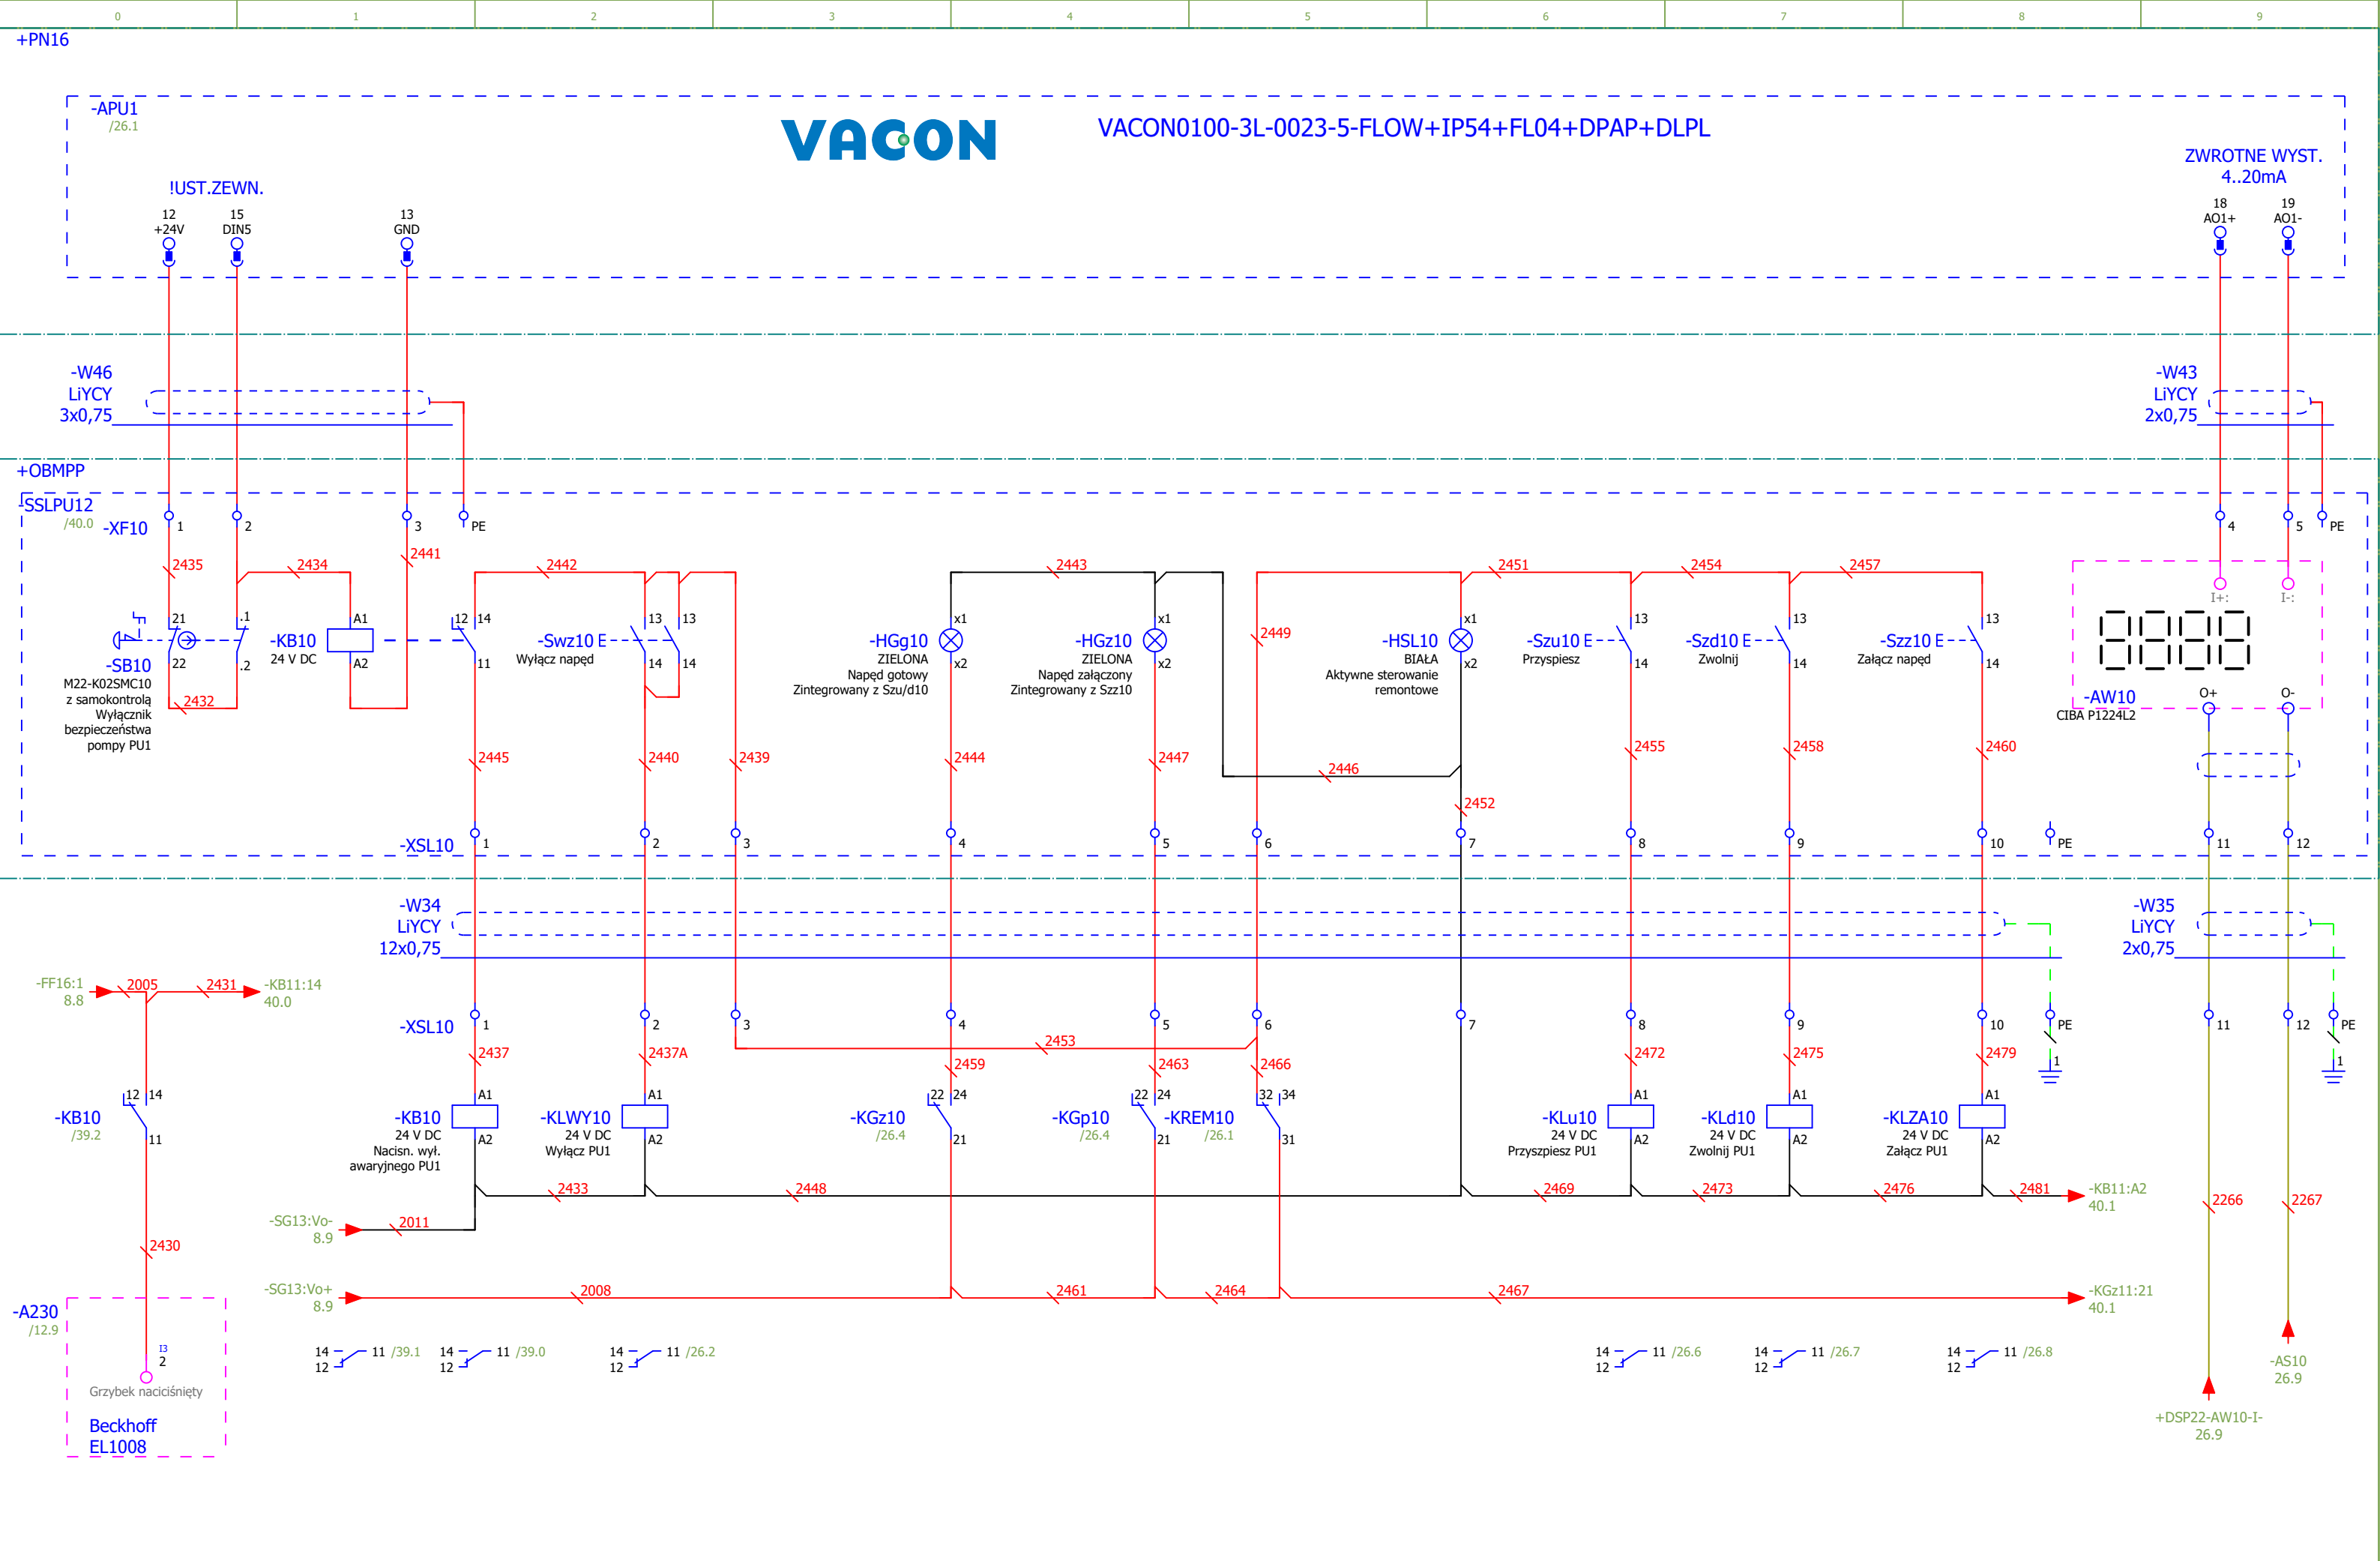 0 1 2 3 4 5 6 7 8 9
+PN16
-APU1
/26.1
VACON
VACON0100-3L-0023-5-FLOW+IP54+FL04+DPAP+DLPL
ZWROTNE WYST.
4..20mA
!UST.ZEWN.
12 15 13 18 19
+24V DIN5 GND AO1+ AO1-
-W46
LiYCY
3x0,75
-W43
LiYCY
2x0,75
+OBMPP
-SSLPU12
/40.0
-XF10 1 2 3 PE 4 5 PE
2435 2434 2441 2442 2443 2451 2454 2457
I+: I-:
21 .1 A1 12 14 13 13 x1 x1 x1 13 13 13
-SB10
22 .2
M22-K02SMC10
z samokontrolą
Wyłącznik
bezpieczeństwa
pompy PU1
2432
-KB10
24 V DC
A2
11
-Swz10
Wyłącz napęd
14 14
-HGg10
x2
ZIELONA
Napęd gotowy
Zintegrowany z Szu/d10
-HGz10
x2
ZIELONA
Napęd załączony
Zintegrowany z Szz10
2449
-HSL10
x2
BIAŁA
Aktywne sterowanie
remontowe
-Szu10
Przyspiesz
14
-Szd10
Zwolnij
14
-Szz10
Załącz napęd
14
-AW10
CIBA P1224L2
O+ O-
2445 2440 2439 2444 2447 2446 2455 2458 2460
2452
-XSL10 1 2 3 4 5 6 7 8 9 10 PE 11 12
-W34
LiYCY
12x0,75
-W35
LiYCY
2x0,75
-FF16:1
8.8
2005 2431
-KB11:14
40.0
-XSL10 1 2 3 4 5 6 7 8 9 10 PE 11 12 PE
2437 2437A 2453 2459 2463 2466 2472 2475 2479
1 1
12 14
-KB10
/39.2
11
A1
-KB10
24 V DC
A2
Nacisn. wył.
awaryjnego PU1
A1
-KLWY10
24 V DC
A2
Wyłącz PU1
22 24
-KGz10
/26.4
21
22 24
-KGp10
/26.4
21
32 34
-KREM10
/26.1
31
A1
-KLu10
24 V DC
A2
Przyszpiesz PU1
A1
-KLd10
24 V DC
A2
Zwolnij PU1
A1
-KLZA10
24 V DC
A2
Załącz PU1
2433 2448 2469 2473 2476 2481
-KB11:A2
40.1
2266 2267
-SG13:Vo-
8.9
2011
2430
-SG13:Vo+
8.9
2008 2461 2464 2467
-KGz11:21
40.1
-A230
/12.9
I3
2
Grzybek naciciśnięty
Beckhoff
EL1008
14 11 /39.1
12
14 11 /39.0
12
14 11 /26.2
12
14 11 /26.6
12
14 11 /26.7
12
14 11 /26.8
12
-AS10
26.9
+DSP22-AW10-I-
26.9